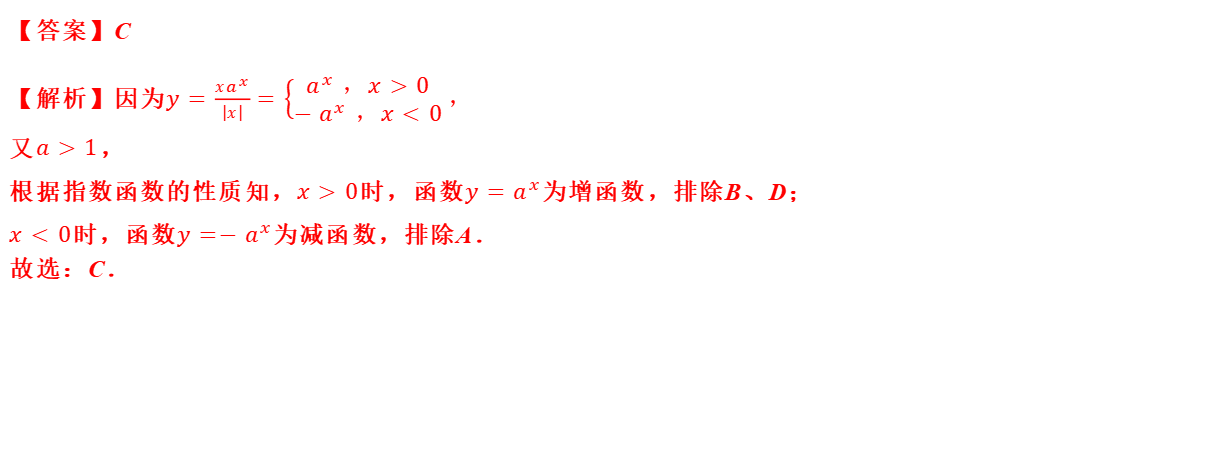 【答案】C
【解析】因为y = xa^x/|x| = { a^x , x > 0 ; − a^x , x < 0 ,
又a > 1，
根据指数函数的性质知，x > 0时，函数y = a^x为增函数，排除B、D；
x < 0时，函数y =− a^x为减函数，排除A．
故选：C．